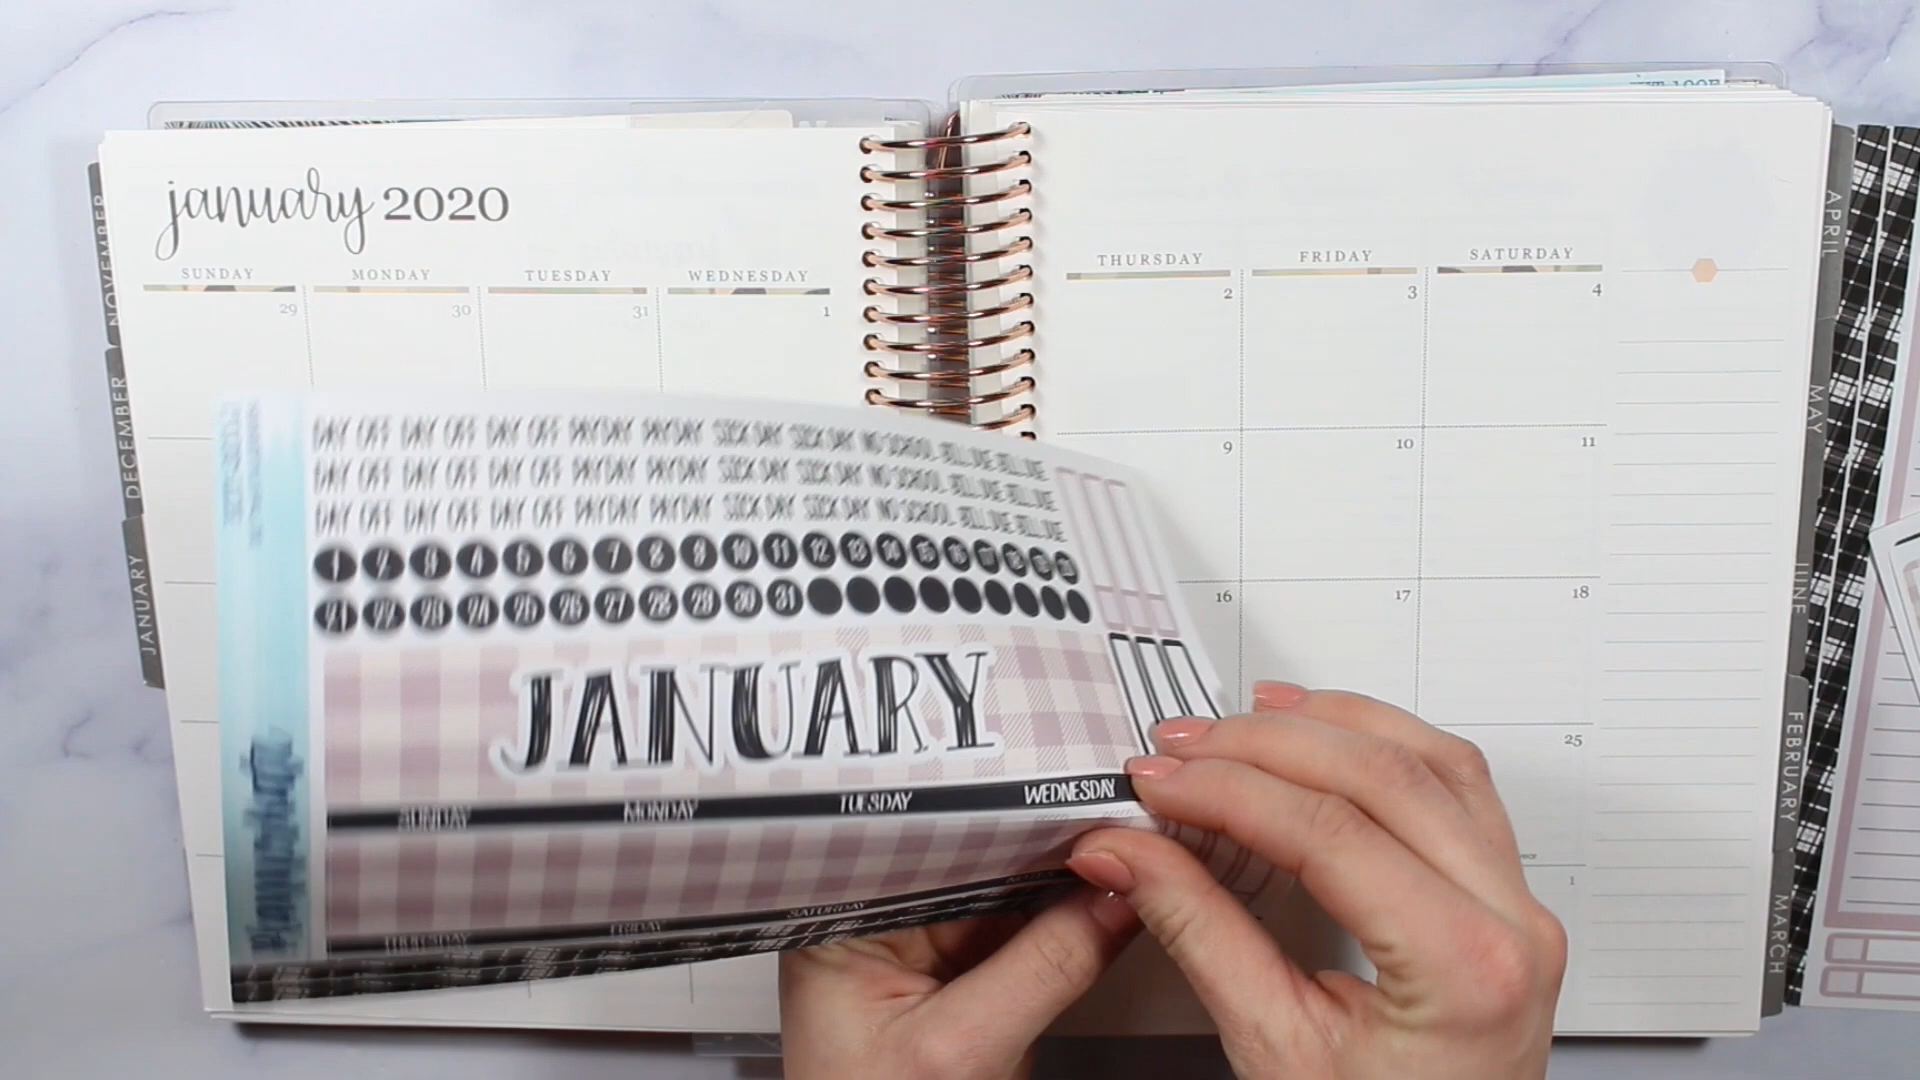 january 2020
SUNDAY MONDAY TUESDAY WEDNESDAY
29 30 31 1
THURSDAY FRIDAY SATURDAY
2 3 4
9 10 11
16 17 18
25
year
1
NOVEMBER
DECEMBER
JANUARY
APRIL
MAY
JUNE
FEBRUARY
MARCH
DAY OFF DAY OFF DAY OFF PAYDAY PAYDAY SICK DAY SICK DAY NO SCHOOL BILL DUE BILL DUE
DAY OFF DAY OFF DAY OFF PAYDAY PAYDAY SICK DAY SICK DAY NO SCHOOL BILL DUE BILL DUE
DAY OFF DAY OFF DAY OFF PAYDAY PAYDAY SICK DAY SICK DAY NO SCHOOL BILL DUE BILL DUE
1 2 3 4 5 6 7 8 9 10 11 12 13 14 15 16 17 18 19 20
21 22 23 24 25 26 27 28 29 30 31
JANUARY
SUNDAY MONDAY TUESDAY WEDNESDAY
THURSDAY FRIDAY SATURDAY